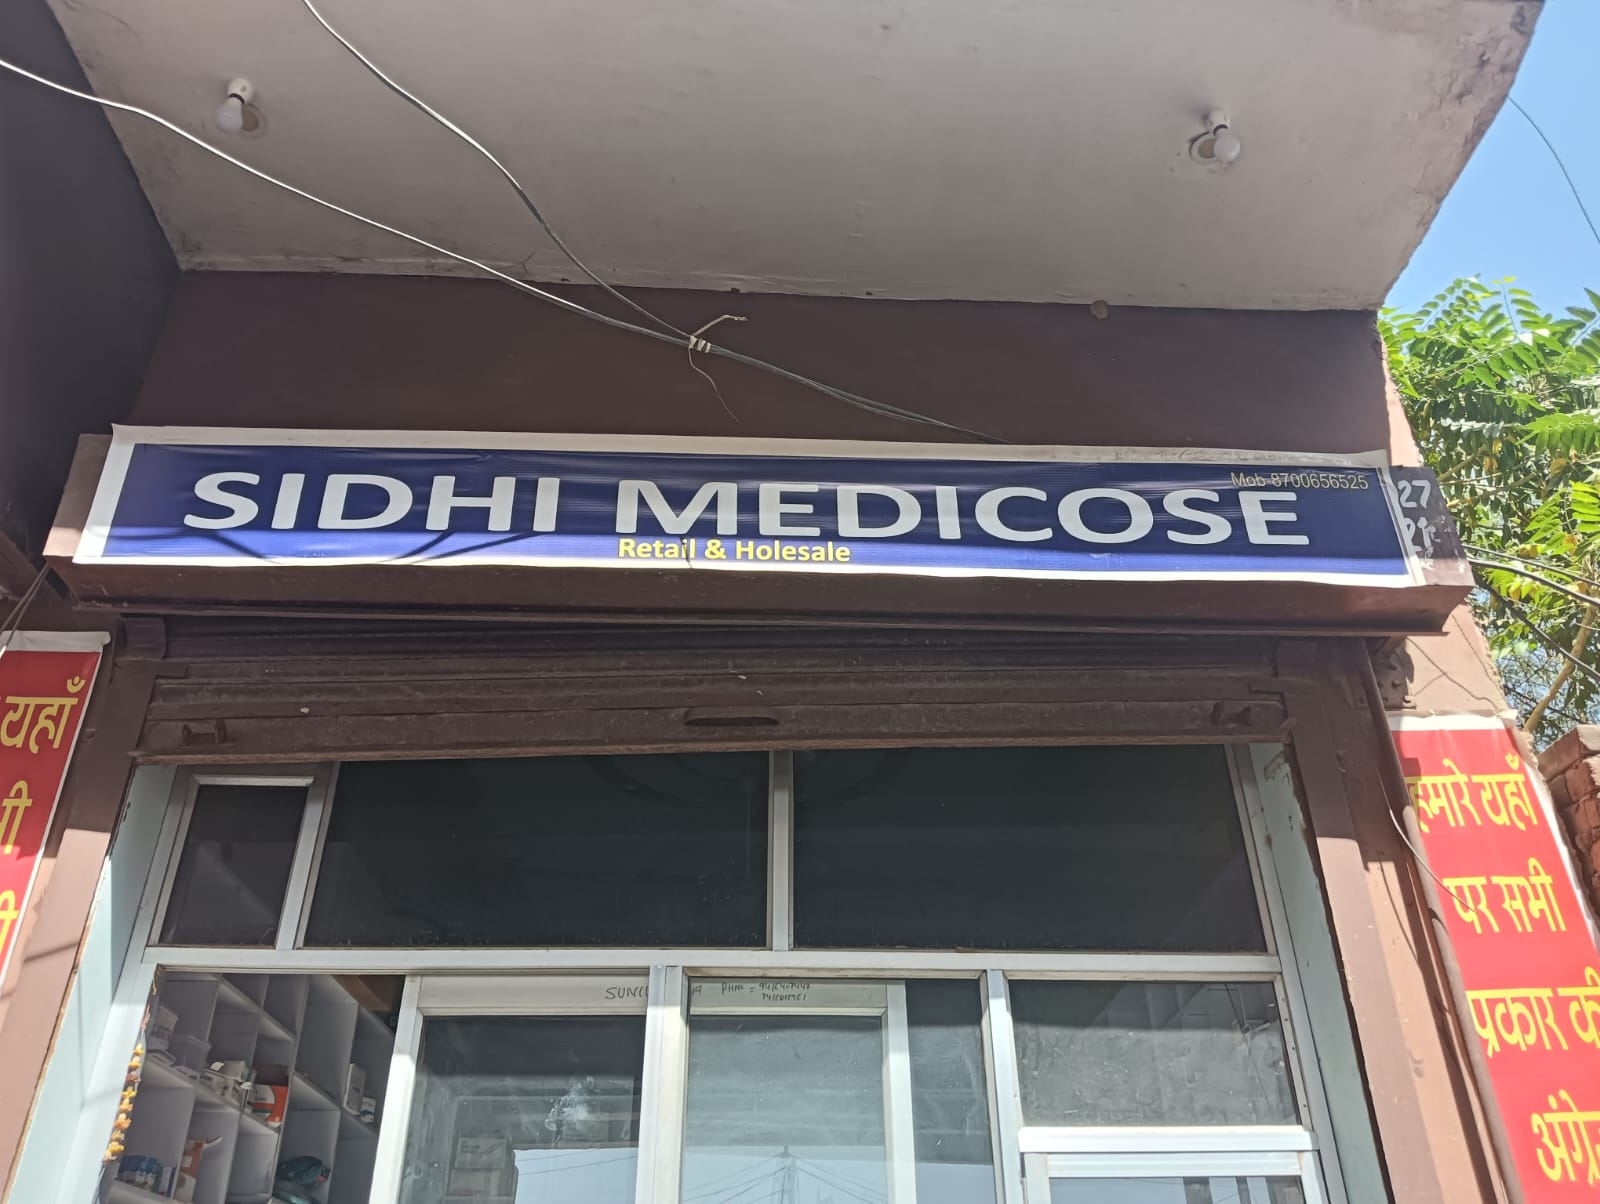 SIDHI MEDICOSE
Mob-8700656525
Retail & Holesale
27
यहाँ
हमारे यहाँ
पर सभी
प्रकार की